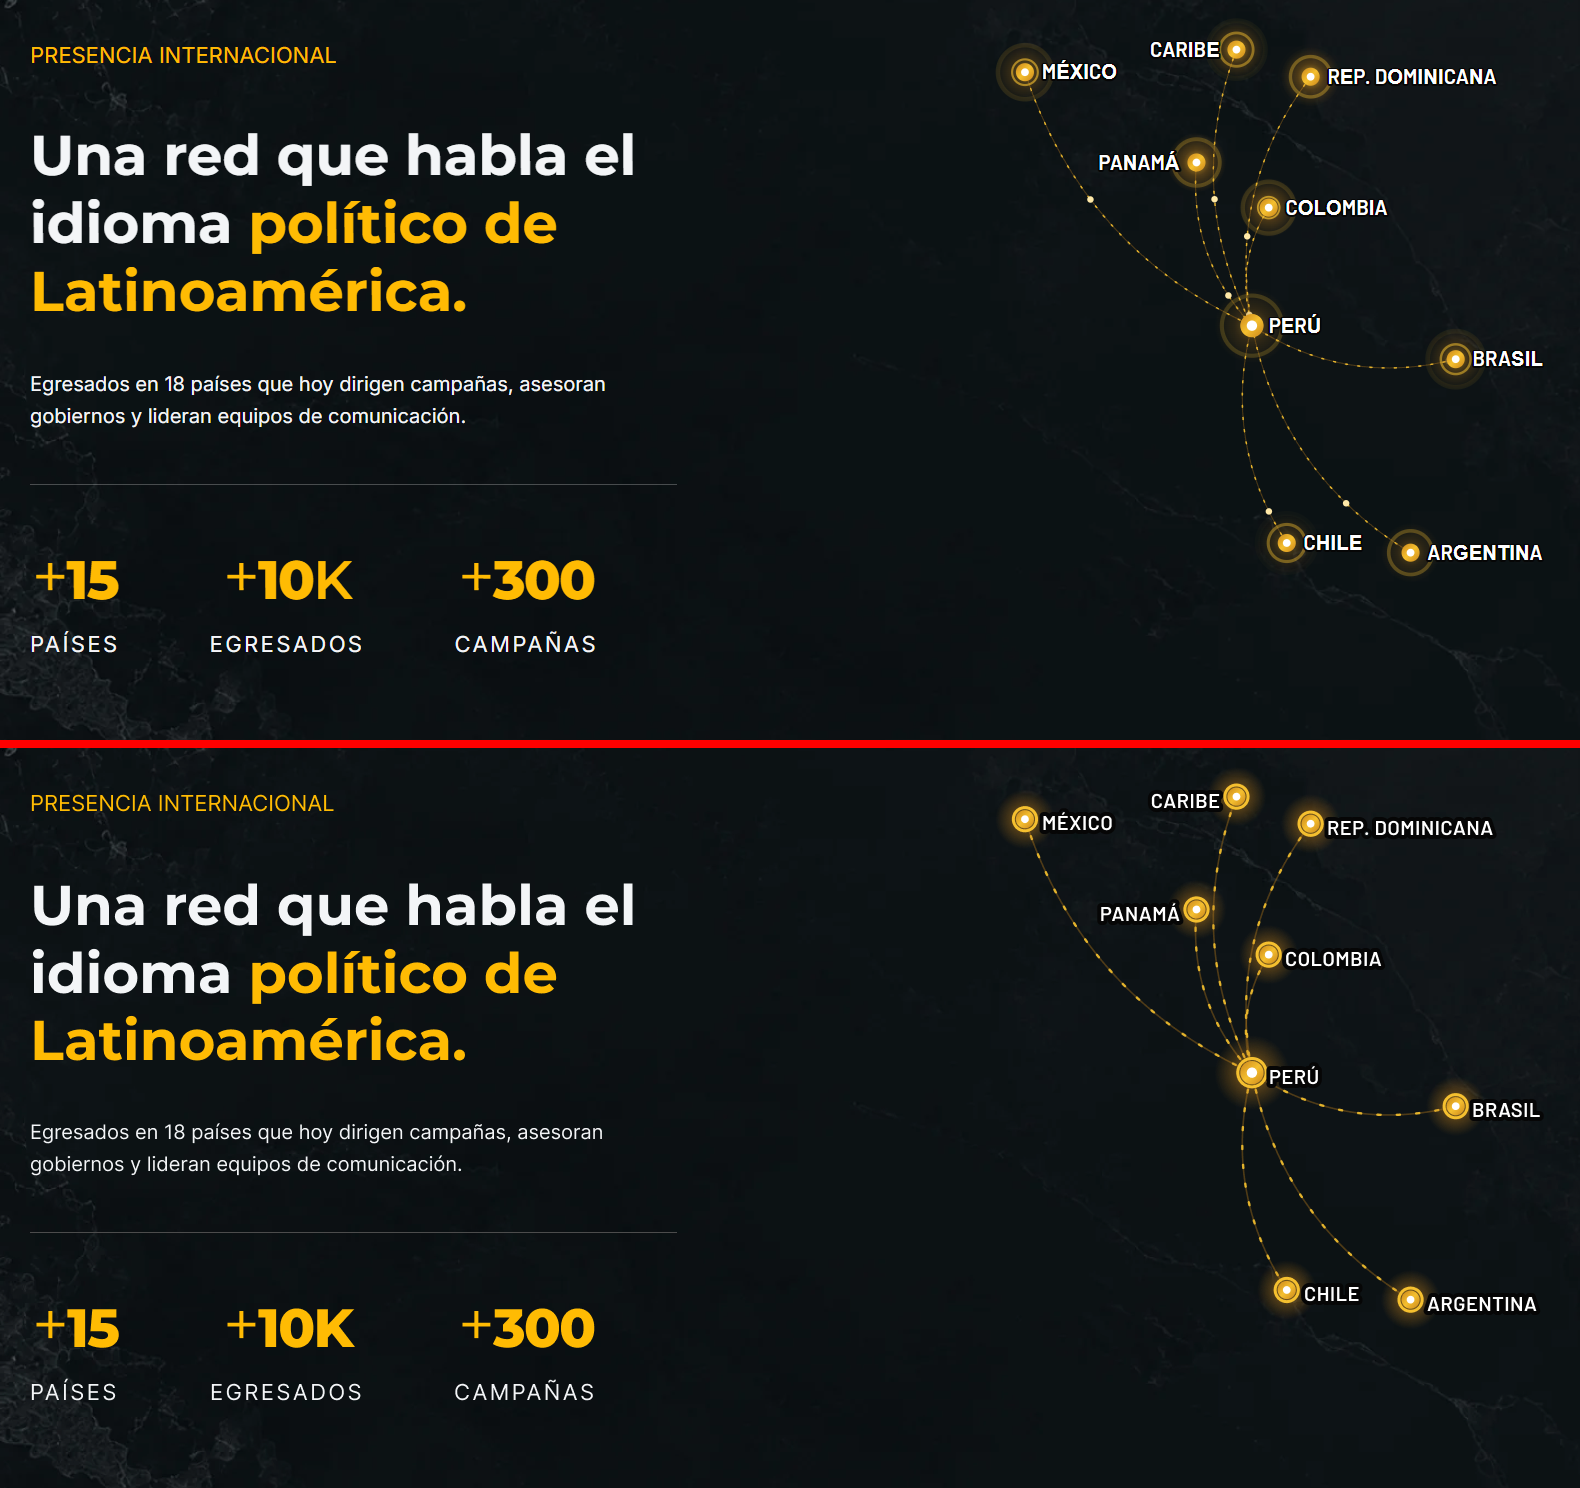 PRESENCIA INTERNACIONAL
Una red que habla el
idioma político de
Latinoamérica.
Egresados en 18 países que hoy dirigen campañas, asesoran
gobiernos y lideran equipos de comunicación.
+15
PAÍSES
+10K
EGRESADOS
+300
CAMPAÑAS
CARIBE
MÉXICO
REP. DOMINICANA
PANAMÁ
COLOMBIA
PERÚ
BRASIL
CHILE
ARGENTINA
PRESENCIA INTERNACIONAL
Una red que habla el
idioma político de
Latinoamérica.
Egresados en 18 países que hoy dirigen campañas, asesoran
gobiernos y lideran equipos de comunicación.
+15
PAÍSES
+10K
EGRESADOS
+300
CAMPAÑAS
CARIBE
MÉXICO
REP. DOMINICANA
PANAMÁ
COLOMBIA
PERÚ
BRASIL
CHILE
ARGENTINA